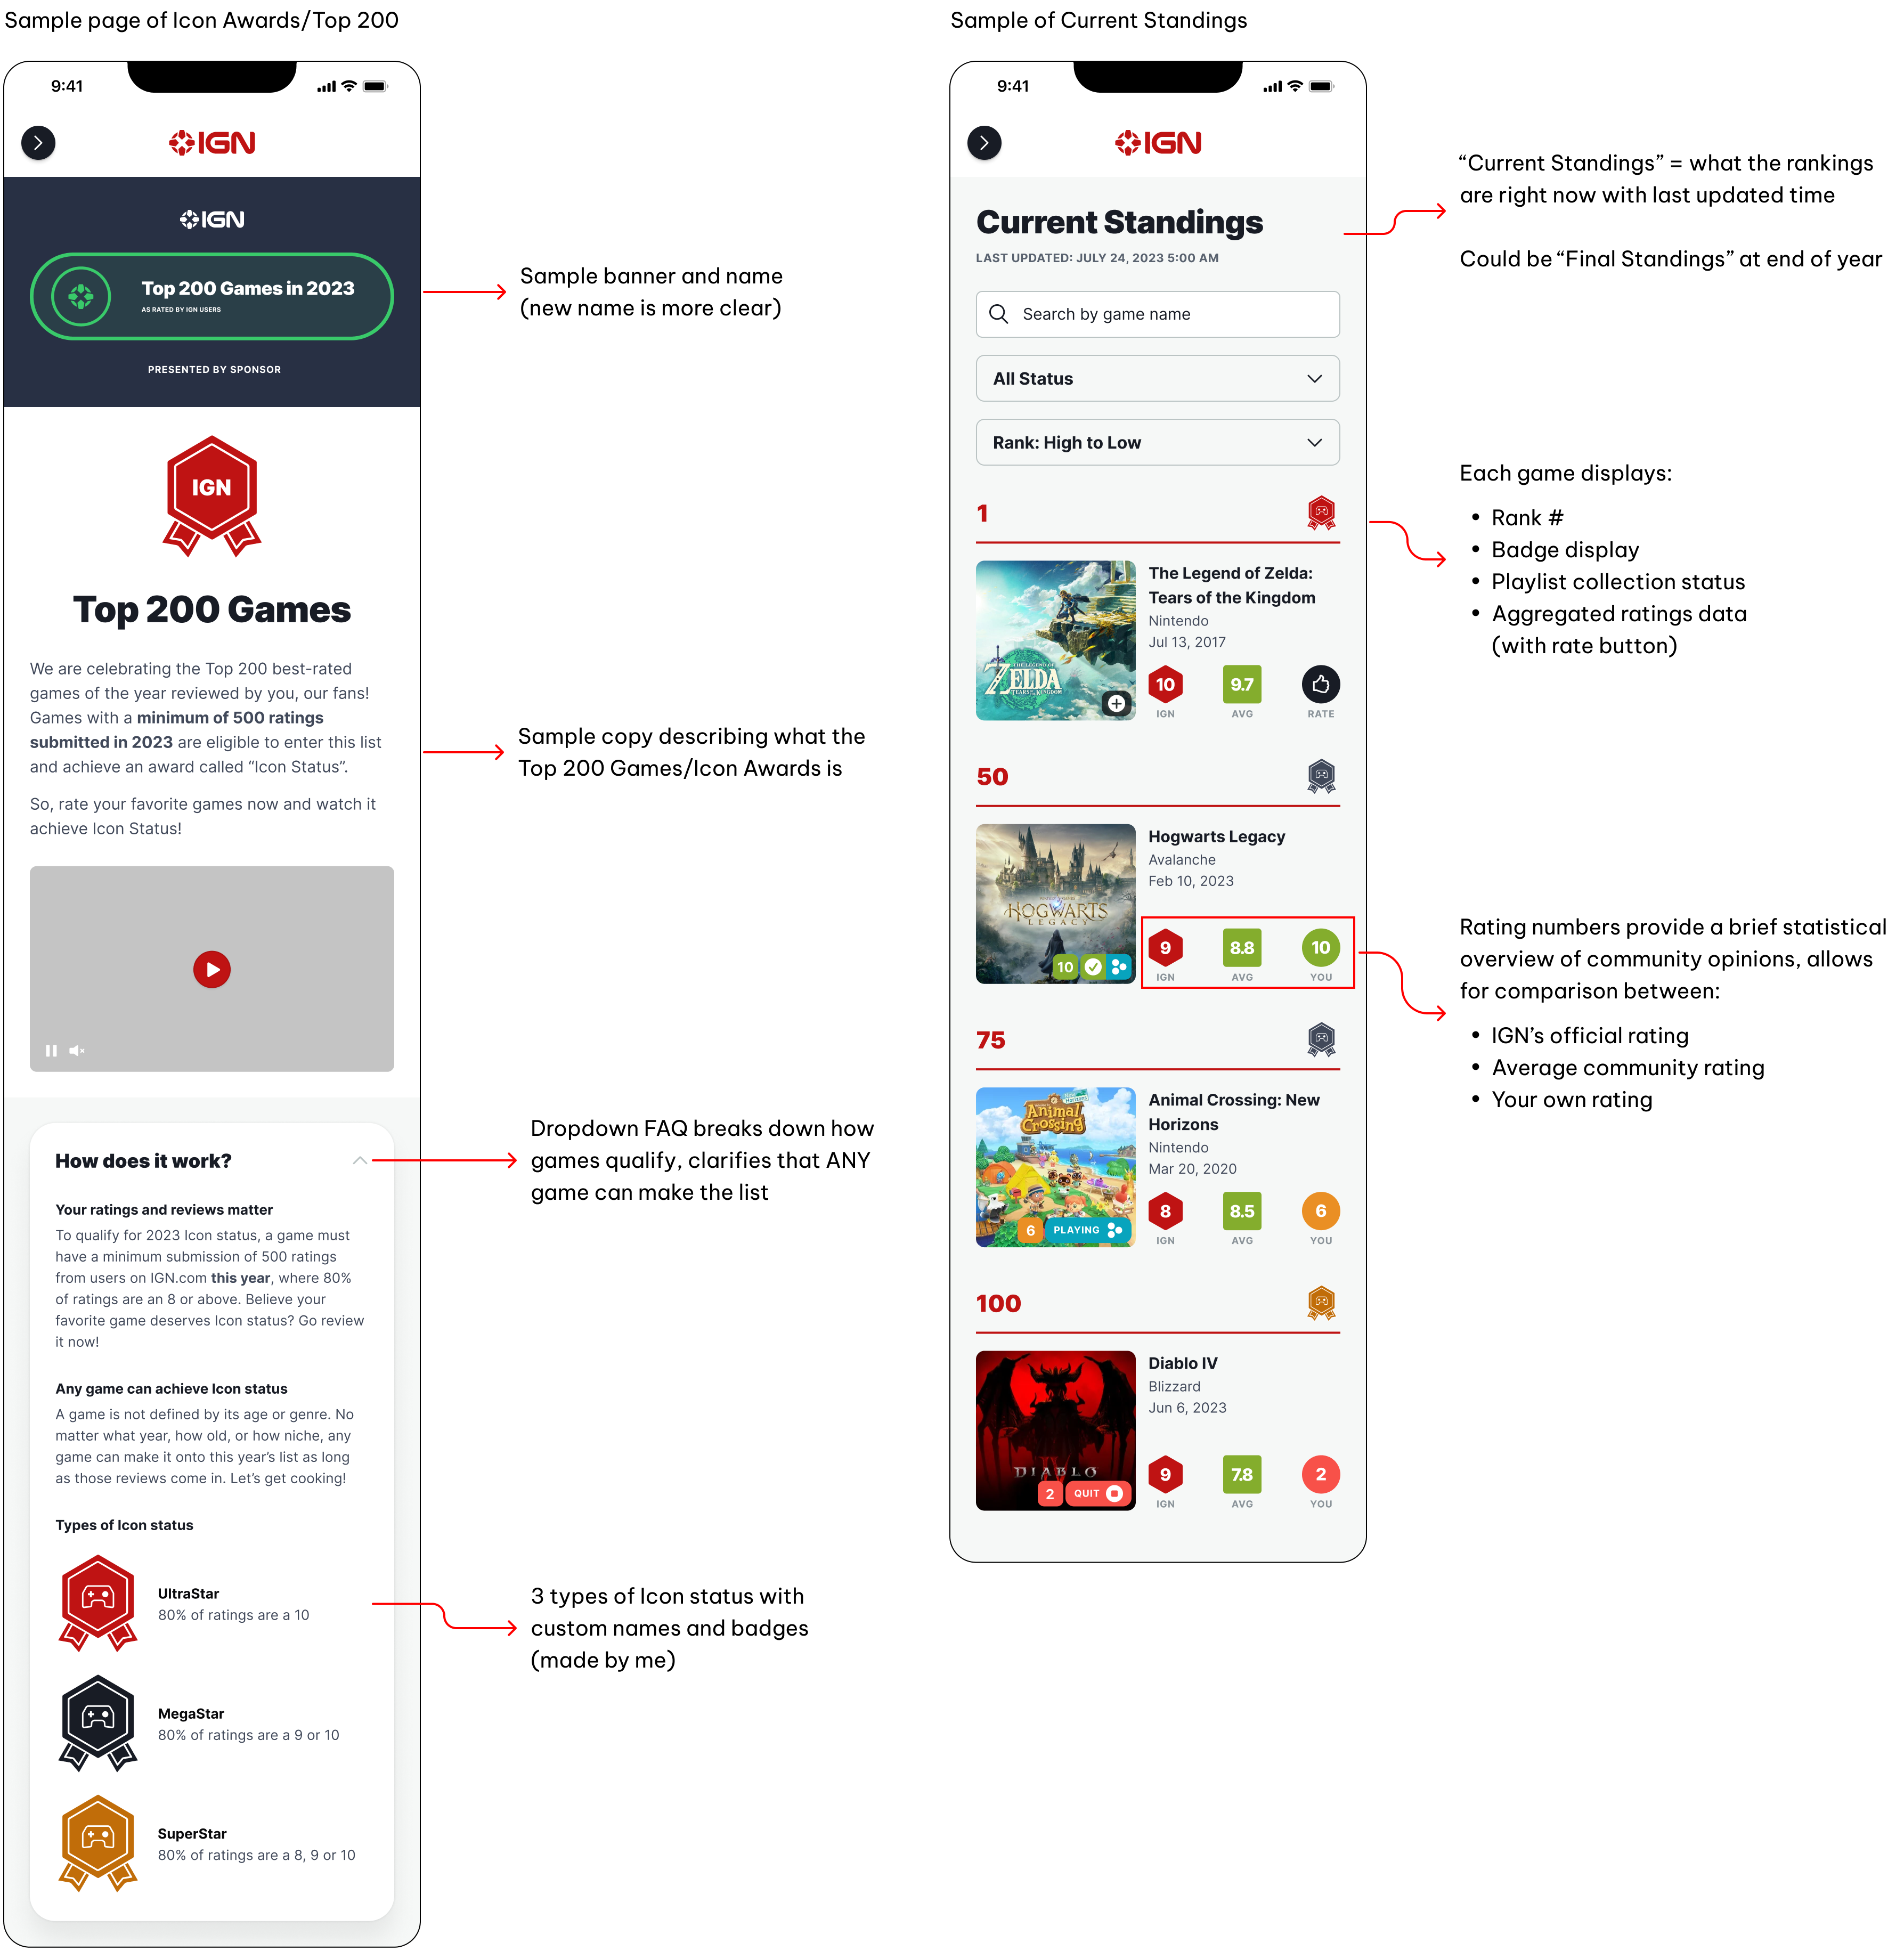 Sample page of Icon Awards/Top 200
9:41
IGN
IGN
Top 200 Games in 2023
AS RATED BY IGN USERS
PRESENTED BY SPONSOR
Sample banner and name
(new name is more clear)
IGN
Top 200 Games
We are celebrating the Top 200 best-rated
games of the year reviewed by you, our fans!
Games with a minimum of 500 ratings
submitted in 2023 are eligible to enter this list
and achieve an award called “Icon Status”.
So, rate your favorite games now and watch it
achieve Icon Status!
Sample copy describing what the
Top 200 Games/Icon Awards is
How does it work?
Your ratings and reviews matter
To qualify for 2023 Icon status, a game must
have a minimum submission of 500 ratings
from users on IGN.com this year, where 80%
of ratings are an 8 or above. Believe your
favorite game deserves Icon status? Go review
it now!
Any game can achieve Icon status
A game is not defined by its age or genre. No
matter what year, how old, or how niche, any
game can make it onto this year’s list as long
as those reviews come in. Let’s get cooking!
Types of Icon status
UltraStar
80% of ratings are a 10
MegaStar
80% of ratings are a 9 or 10
SuperStar
80% of ratings are a 8, 9 or 10
Dropdown FAQ breaks down how
games qualify, clarifies that ANY
game can make the list
3 types of Icon status with
custom names and badges
(made by me)
Sample of Current Standings
9:41
IGN
Current Standings
LAST UPDATED: JULY 24, 2023 5:00 AM
Search by game name
All Status
Rank: High to Low
1
THE LEGEND OF
ZELDA
TEARS OF THE KINGDOM
The Legend of Zelda:
Tears of the Kingdom
Nintendo
Jul 13, 2017
10 9.7
IGN AVG RATE
50
HOGWARTS
LEGACY
10
Hogwarts Legacy
Avalanche
Feb 10, 2023
9 8.8 10
IGN AVG YOU
75
Animal
Crossing
New Horizons
6 PLAYING
Animal Crossing: New
Horizons
Nintendo
Mar 20, 2020
8 8.5 6
IGN AVG YOU
100
DIABLO
IV
2 QUIT
Diablo IV
Blizzard
Jun 6, 2023
9 7.8 2
IGN AVG YOU
“Current Standings” = what the rankings
are right now with last updated time
Could be “Final Standings” at end of year
Each game displays:
• Rank #
• Badge display
• Playlist collection status
• Aggregated ratings data
(with rate button)
Rating numbers provide a brief statistical
overview of community opinions, allows
for comparison between:
• IGN’s official rating
• Average community rating
• Your own rating